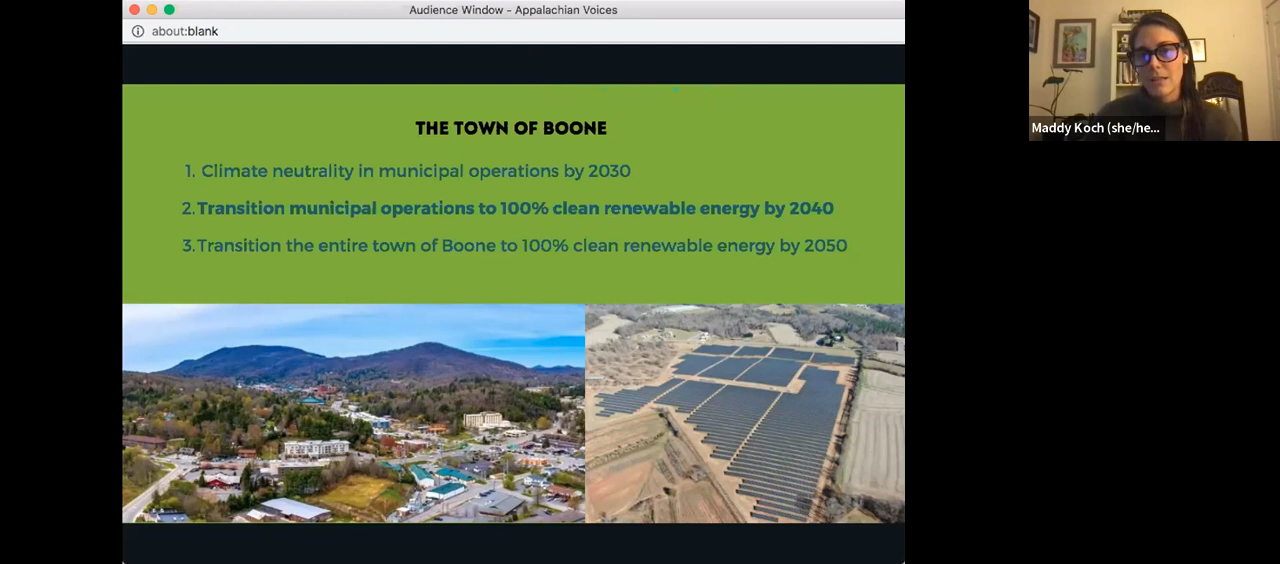 Audience Window - Appalachian Voices
about:blank
THE TOWN OF BOONE
1. Climate neutrality in municipal operations by 2030
2. Transition municipal operations to 100% clean renewable energy by 2040
3. Transition the entire town of Boone to 100% clean renewable energy by 2050
Maddy Koch (she/he...